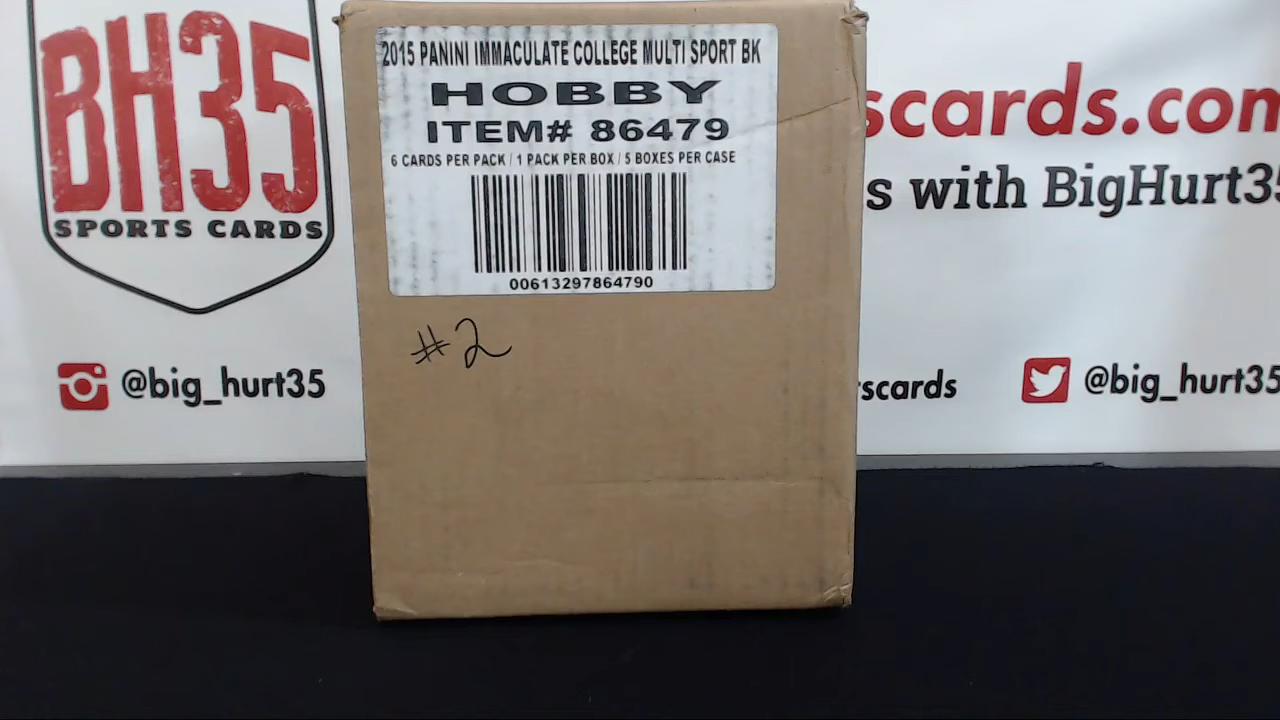 BH35
SPORTS CARDS
@big_hurt35
2015 PANINI IMMACULATE COLLEGE MULTI SPORT BK
HOBBY
ITEM# 86479
6 CARDS PER PACK / 1 PACK PER BOX / 5 BOXES PER CASE
00613297864790
#2
scards.com
s with BigHurt35
scards
@big_hurt35